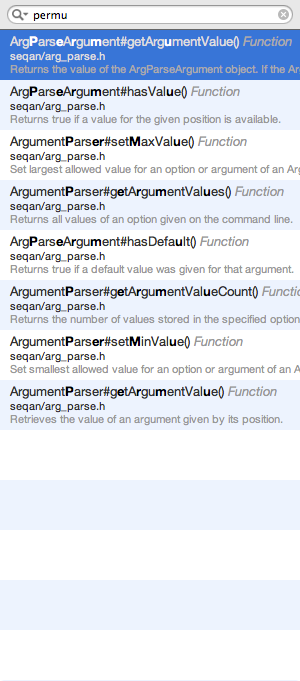 permu
ArgParseArgument#getArgumentValue() Function
seqan/arg_parse.h
Returns the value of the ArgParseArgument object. If the Ar
ArgParseArgument#hasValue() Function
seqan/arg_parse.h
Returns true if a value for the given position is available.
ArgumentParser#setMaxValue() Function
seqan/arg_parse.h
Set largest allowed value for an option or argument of an Arg
ArgumentParser#getArgumentValues() Function
seqan/arg_parse.h
Returns all values of an option given on the command line.
ArgParseArgument#hasDefault() Function
seqan/arg_parse.h
Returns true if a default value was given for that argument.
ArgumentParser#getArgumentValueCount() Functi
seqan/arg_parse.h
Returns the number of values stored in the specified option
ArgumentParser#setMinValue() Function
seqan/arg_parse.h
Set smallest allowed value for an option or argument of an A
ArgumentParser#getArgumentValue() Function
seqan/arg_parse.h
Retrieves the value of an argument given by its position.